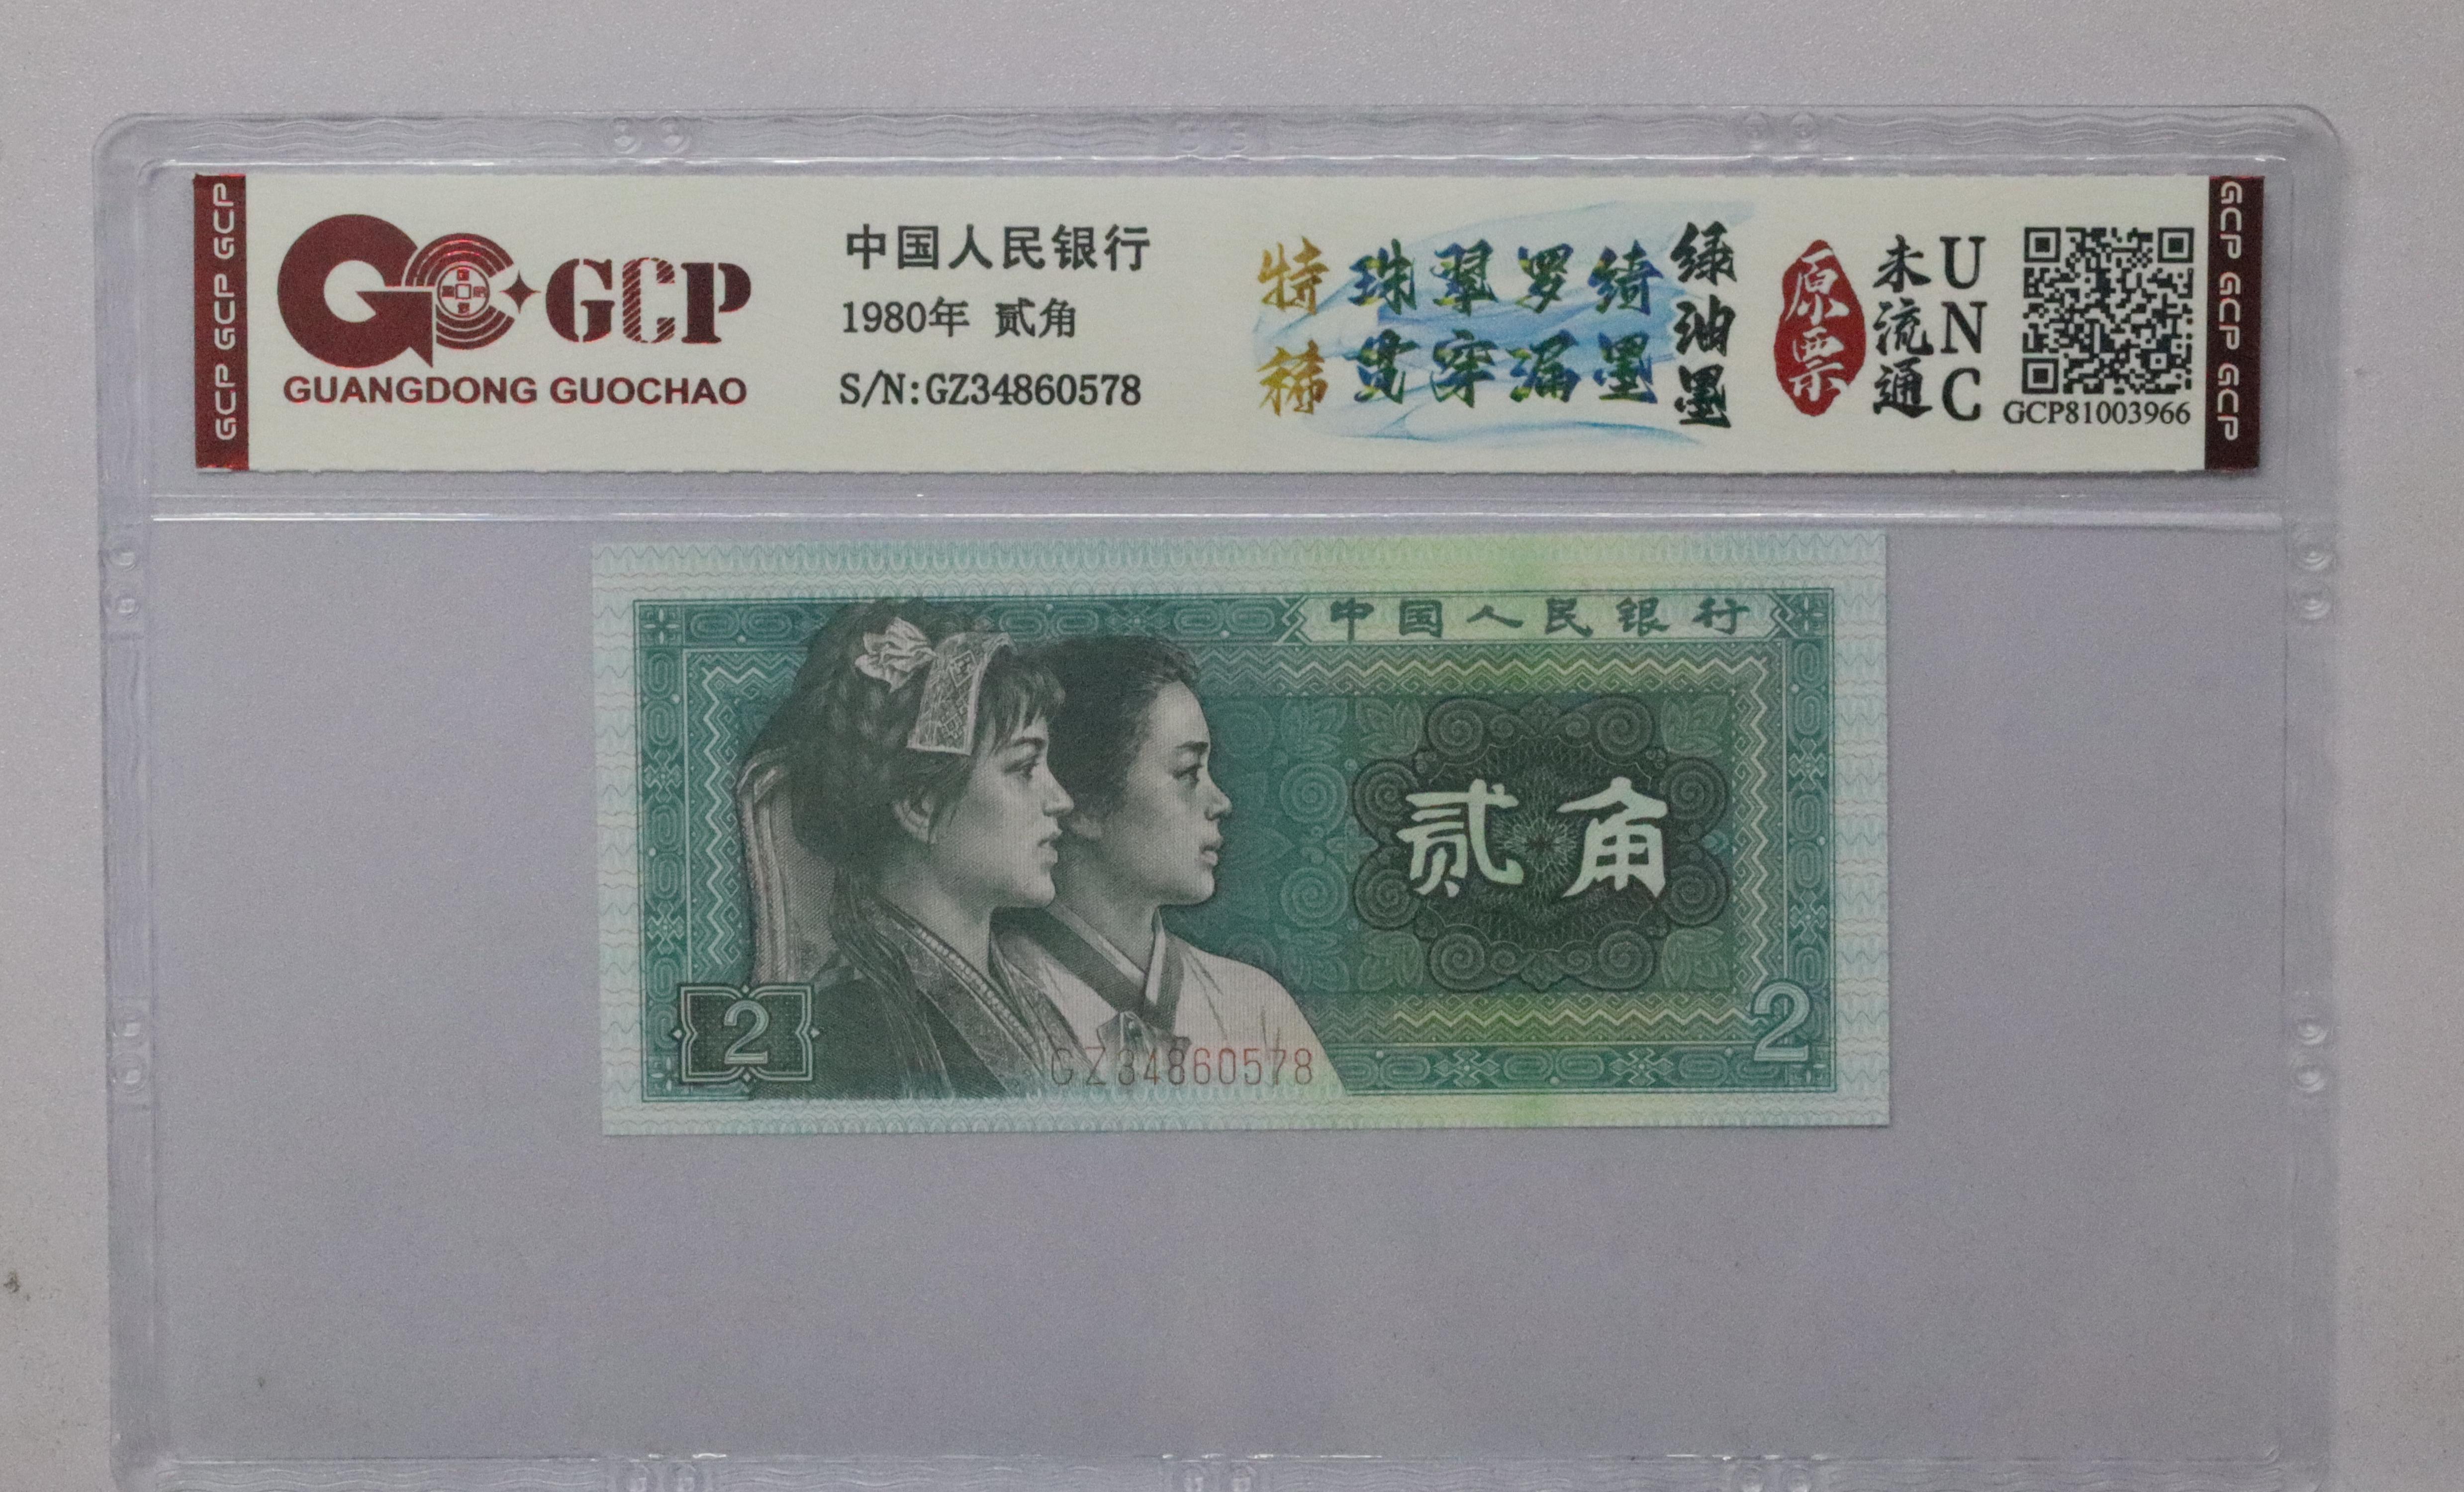 GCP GCP GCP
GCP
GUANGDONG GUOCHAO
中国人民银行
1980年 贰角
S/N:GZ34860578
特稀
珠翠罗绮
贯穿漏墨
绿油墨
原票
未流通
UNC
GCP81003966
GCP GCP GCP
中国人民银行
贰角
2
2
GZ34860578